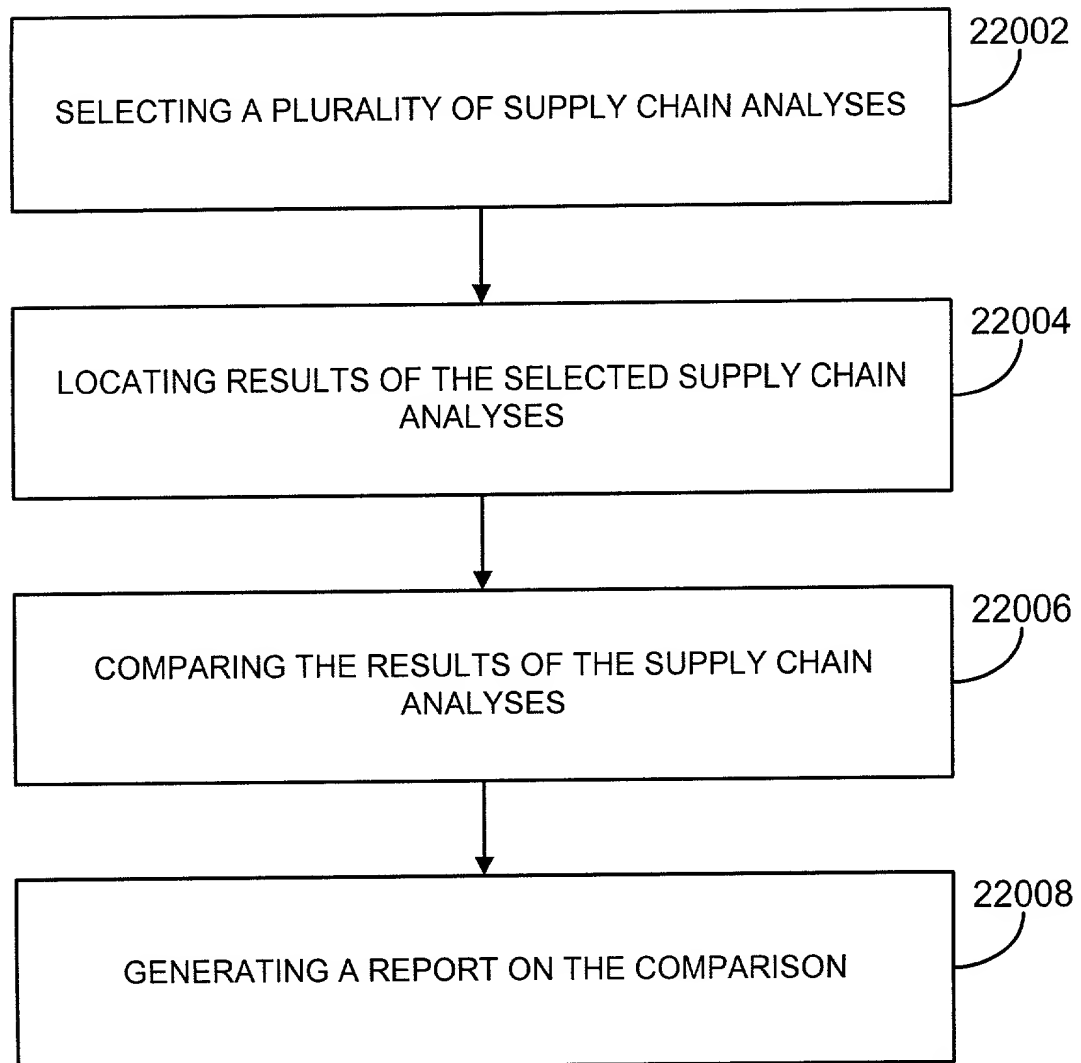 22002
SELECTING A PLURALITY OF SUPPLY CHAIN ANALYSES
22004
LOCATING RESULTS OF THE SELECTED SUPPLY CHAIN
ANALYSES
22006
COMPARING THE RESULTS OF THE SUPPLY CHAIN
ANALYSES
22008
GENERATING A REPORT ON THE COMPARISON